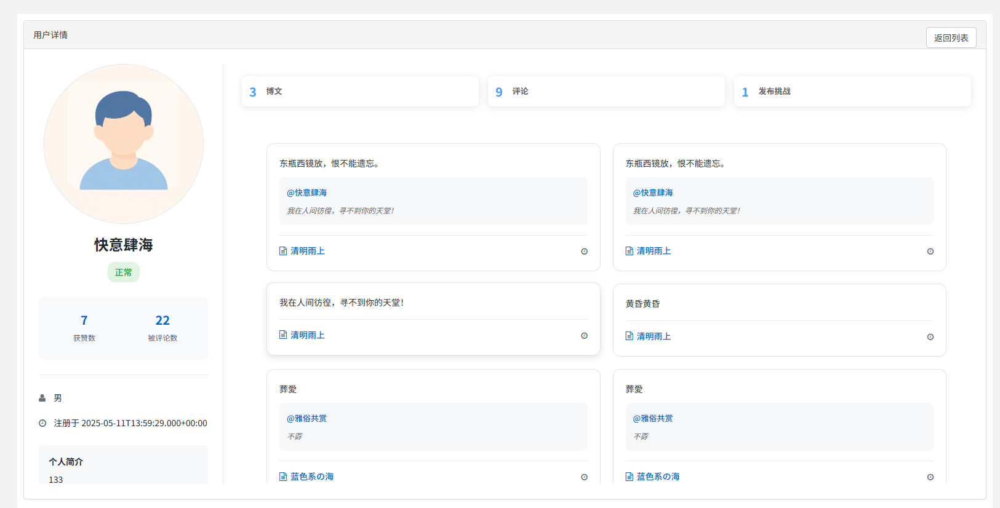 用户详情
返回列表
快意肆海
正常
7
获赞数
22
被评论数
男
注册于 2025-05-11T13:59:29.000+00:00
个人简介
133
3 博文
9 评论
1 发布挑战
东瓶西镜放，恨不能遗忘。
@快意肆海
我在人间彷徨，寻不到你的天堂！
清明雨上
东瓶西镜放，恨不能遗忘。
@快意肆海
我在人间彷徨，寻不到你的天堂！
清明雨上
我在人间彷徨，寻不到你的天堂！
清明雨上
黄昏黄昏
清明雨上
葬愛
@雅俗共赏
不孬
蓝色系の海
葬愛
@雅俗共赏
不孬
蓝色系の海